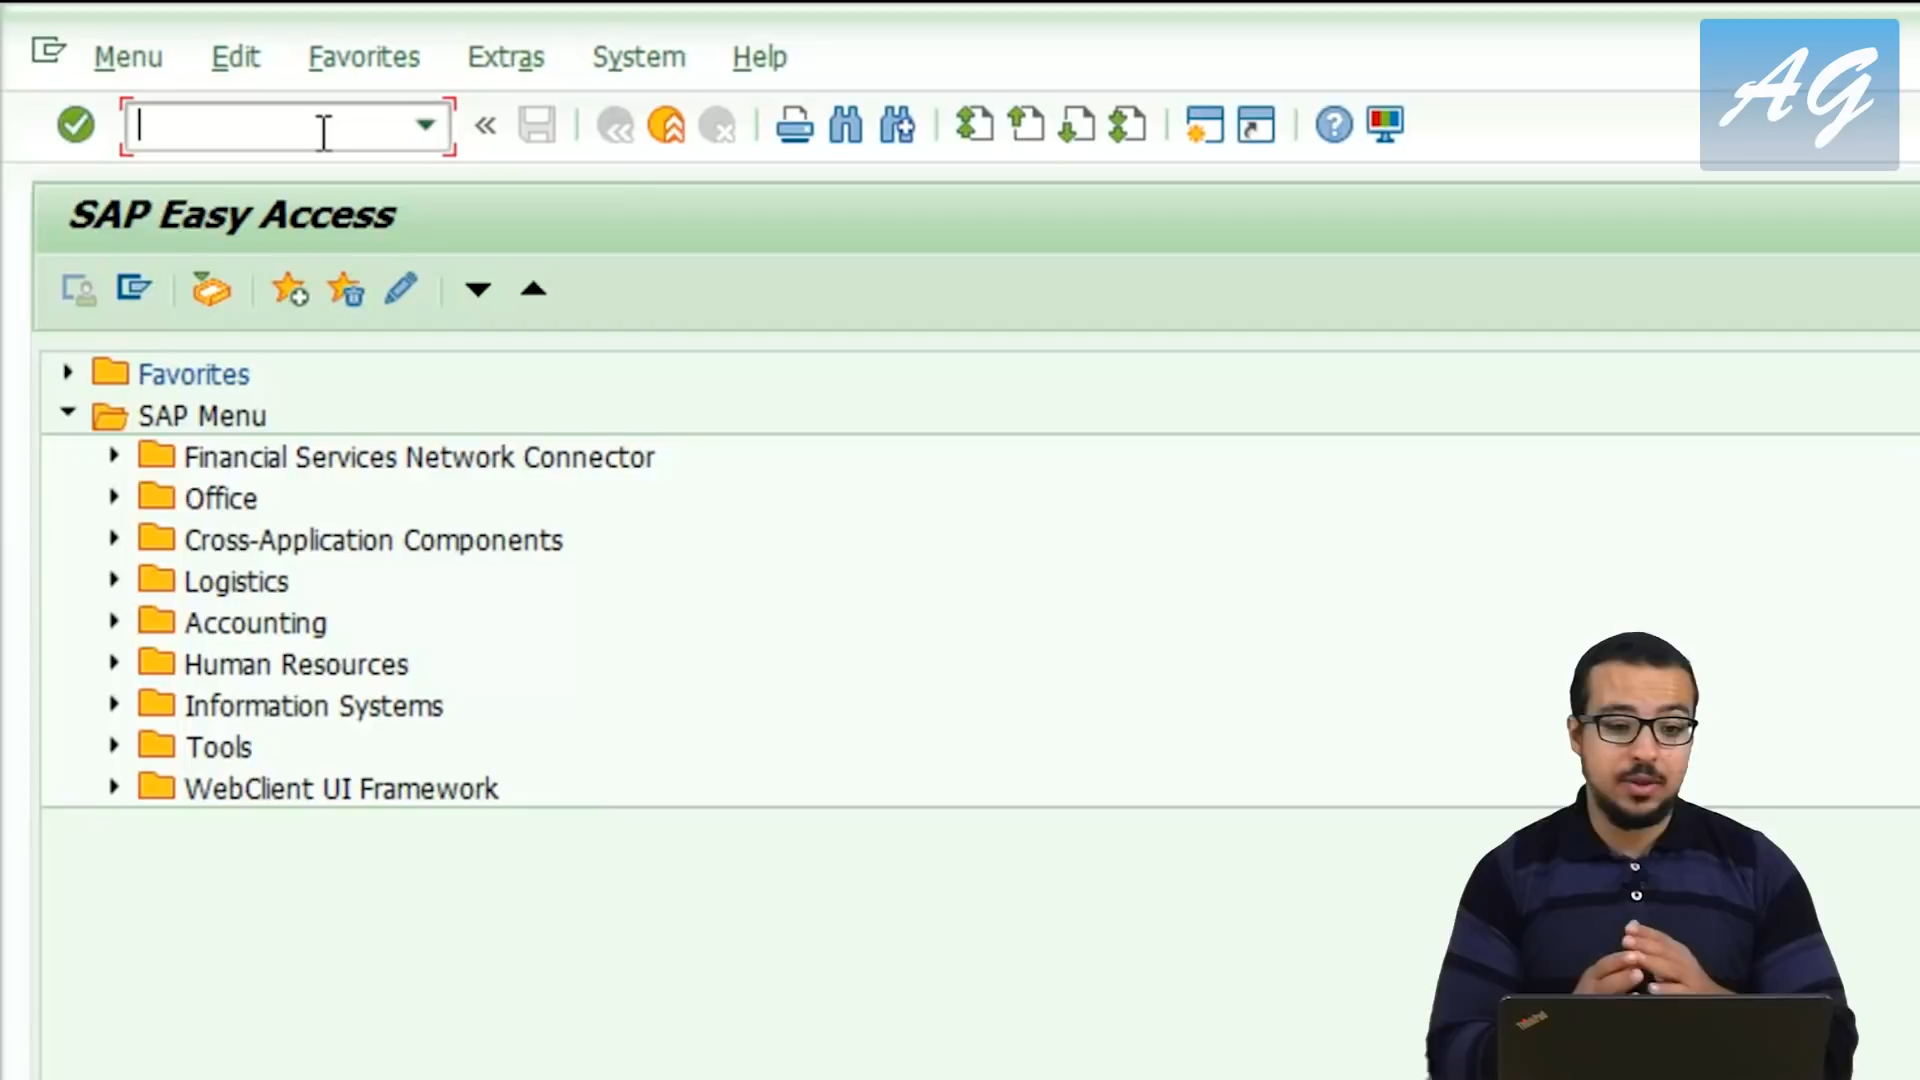 Menu Edit Favorites Extras System Help
AG
SAP Easy Access
Favorites
SAP Menu
Financial Services Network Connector
Office
Cross-Application Components
Logistics
Accounting
Human Resources
Information Systems
Tools
WebClient UI Framework
ThinkPad